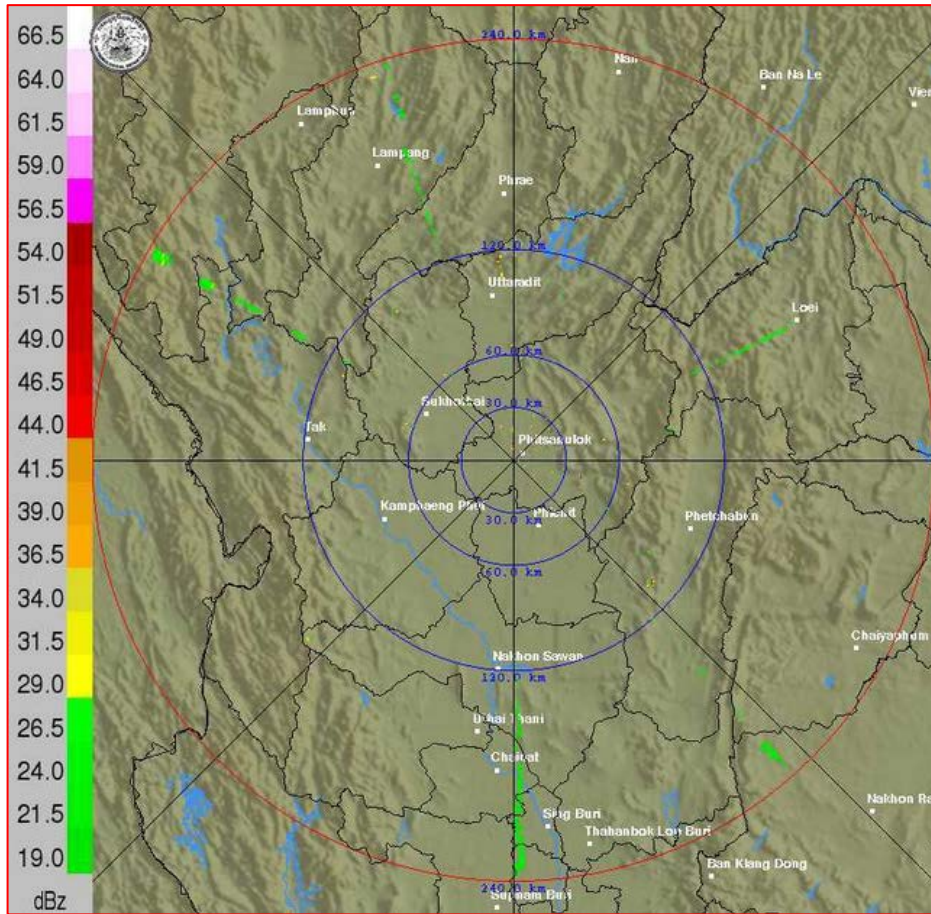 66.5
64.0
61.5
59.0
56.5
54.0
51.5
49.0
46.5
44.0
41.5
39.0
36.5
34.0
31.5
29.0
26.5
24.0
21.5
19.0
dBz
240.0 km
Nan
Ban Na Le
Vien
Lamphun
Lampang
Phrae
120.0 km
Uttaradit
Loei
60.0 km
30.0 km
Sukhothai
Tak
Phitsanulok
Kamphaeng Phet
30.0 km
Phichit
Phetchabun
60.0 km
Chaiyaphum
Nakhon Sawan
120.0 km
Uthai Thani
Chainat
Sing Buri
Thahanbok Lop Buri
Nakhon Ra
Ban Klang Dong
240.0 km
Suphan Buri